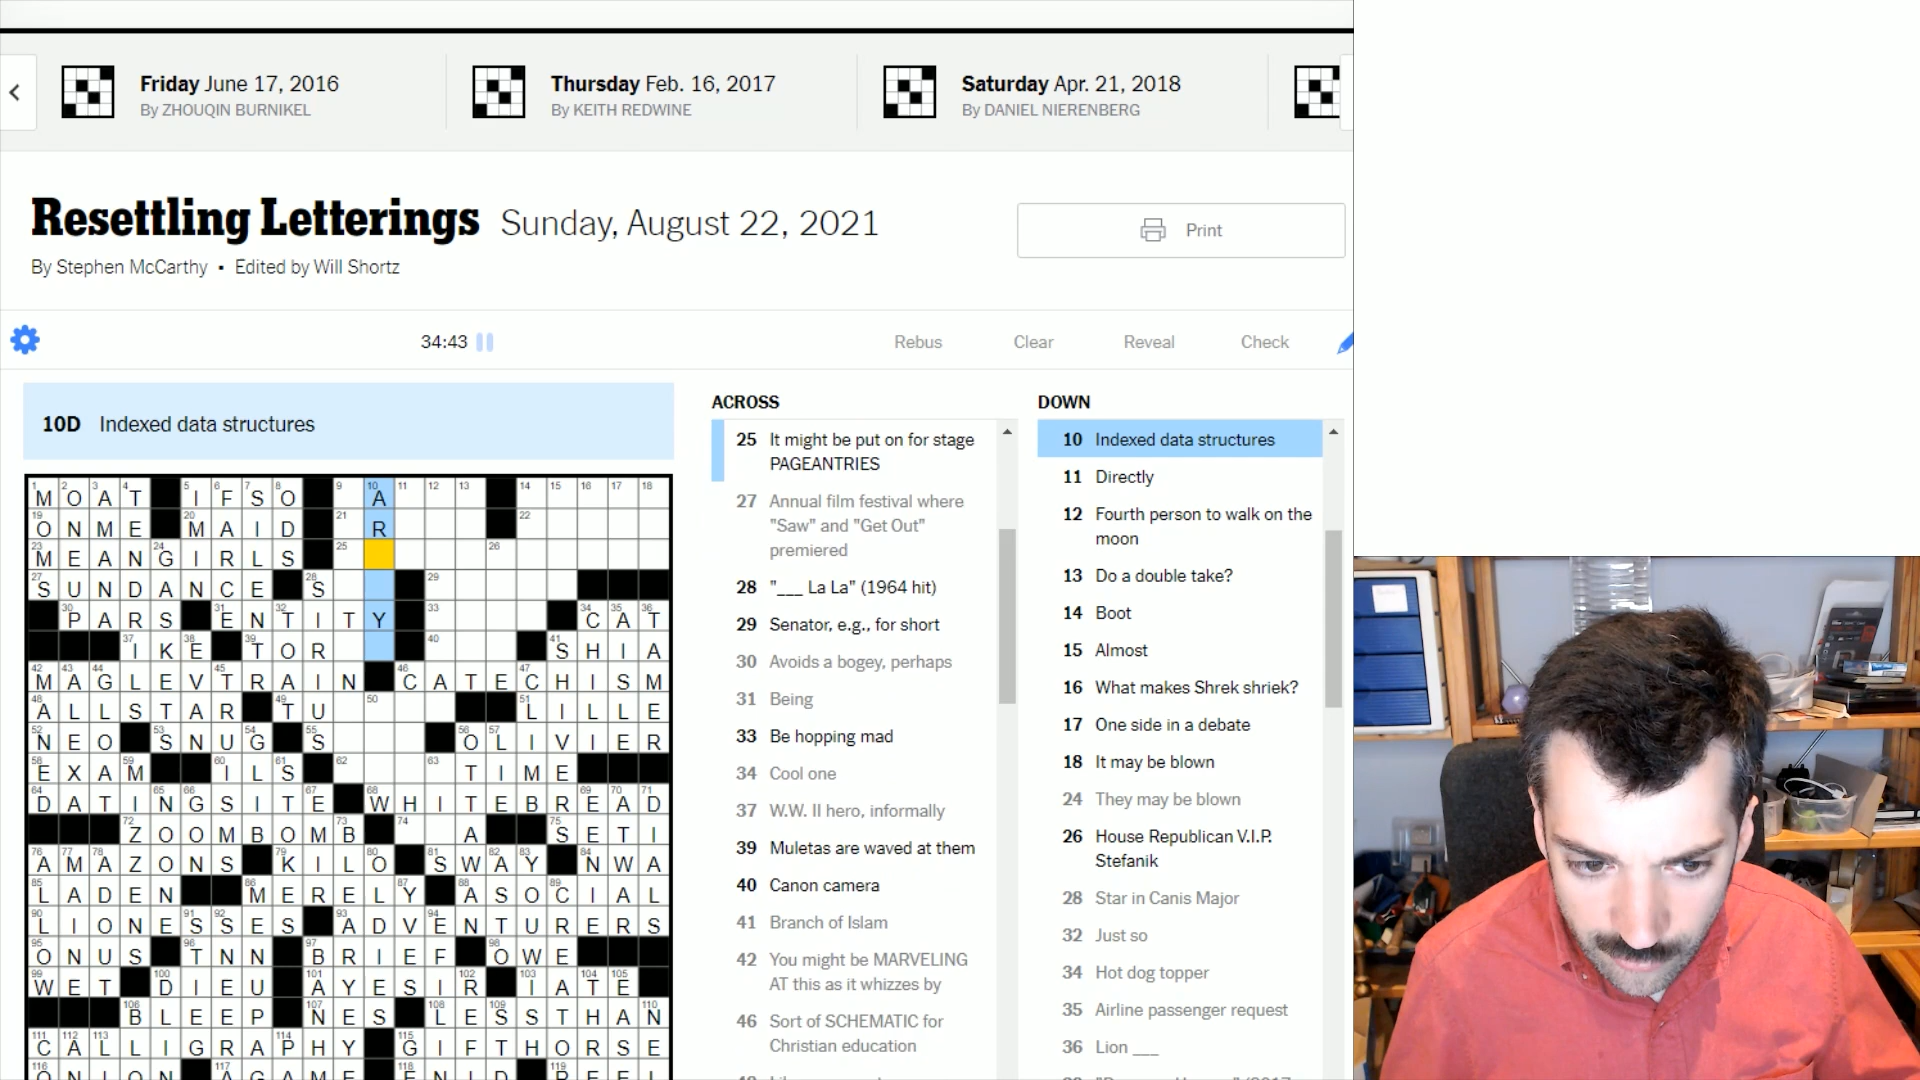 Friday June 17, 2016
By ZHOUQIN BURNIKEL
Thursday Feb. 16, 2017
By KEITH REDWINE
Saturday Apr. 21, 2018
By DANIEL NIERENBERG
Resettling Letterings Sunday, August 22, 2021
Print
By Stephen McCarthy • Edited by Will Shortz
34:43
Rebus Clear Reveal Check
10D Indexed data structures
M O A T I F S O A
O N M E M A I D R
M E A N G I R L S
S U N D A N C E S
P A R S E N T I T Y C A T
I K E T O R S H I A
M A G L E V T R A I N C A T E C H I S M
A L L S T A R T U L I L L E
N E O S N U G S O L I V I E R
E X A M I L S T I M E
D A T I N G S I T E W H I T E B R E A D
Z O O M B O M B A S E T I
A M A Z O N S K I L O S W A Y N W A
L A D E N M E R E L Y A S O C I A L
L I O N E S S E S A D V E N T U R E R S
O N U S T N N B R I E F O W E
W E T D I E U A Y E S I R I A T E
B L E E P N E S L E S S T H A N
C A L L I G R A P H Y G I F T H O R S E
O N I O N A G A M E E N I D R E E L
ACROSS
25 It might be put on for stage
PAGEANTRIES
27 Annual film festival where
"Saw" and "Get Out"
premiered
28 "___ La La" (1964 hit)
29 Senator, e.g., for short
30 Avoids a bogey, perhaps
31 Being
33 Be hopping mad
34 Cool one
37 W.W. II hero, informally
39 Muletas are waved at them
40 Canon camera
41 Branch of Islam
42 You might be MARVELING
AT this as it whizzes by
46 Sort of SCHEMATIC for
Christian education
DOWN
10 Indexed data structures
11 Directly
12 Fourth person to walk on the
moon
13 Do a double take?
14 Boot
15 Almost
16 What makes Shrek shriek?
17 One side in a debate
18 It may be blown
24 They may be blown
26 House Republican V.I.P.
Stefanik
28 Star in Canis Major
32 Just so
34 Hot dog topper
35 Airline passenger request
36 Lion ___